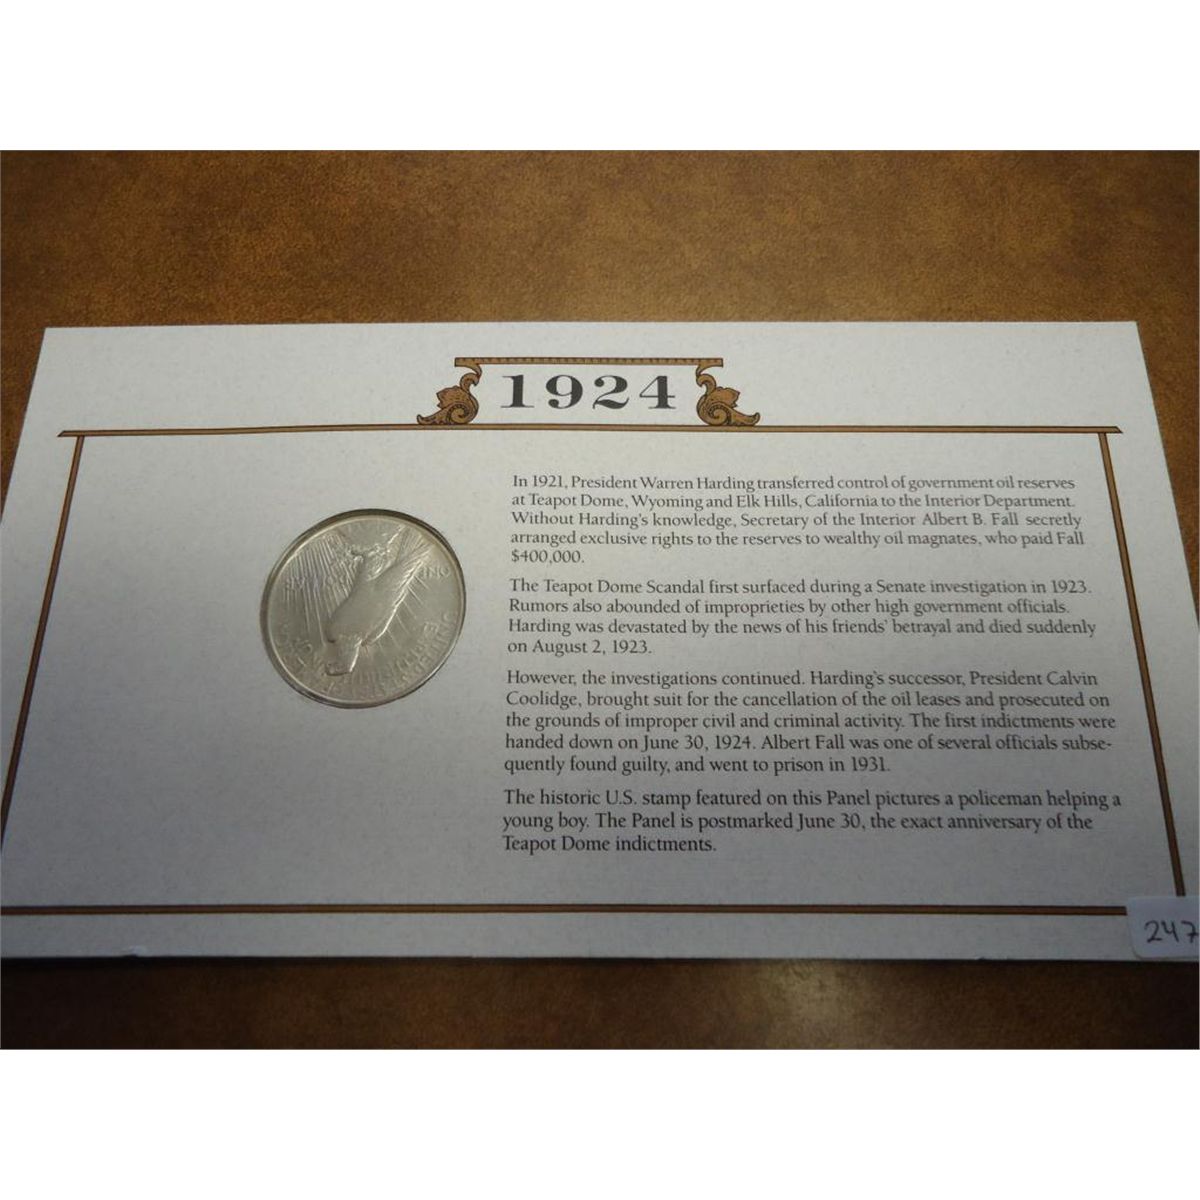 1924
In 1921, President Warren Harding transferred control of government oil reserves
at Teapot Dome, Wyoming and Elk Hills, California to the Interior Department.
Without Harding's knowledge, Secretary of the Interior Albert B. Fall secretly
arranged exclusive rights to the reserves to wealthy oil magnates, who paid Fall
$400,000.
The Teapot Dome Scandal first surfaced during a Senate investigation in 1923.
Rumors also abounded of improprieties by other high government officials.
Harding was devastated by the news of his friends' betrayal and died suddenly
on August 2, 1923.
However, the investigations continued. Harding's successor, President Calvin
Coolidge, brought suit for the cancellation of the oil leases and prosecuted on
the grounds of improper civil and criminal activity. The first indictments were
handed down on June 30, 1924. Albert Fall was one of several officials subse-
quently found guilty, and went to prison in 1931.
The historic U.S. stamp featured on this Panel pictures a policeman helping a
young boy. The Panel is postmarked June 30, the exact anniversary of the
Teapot Dome indictments.
ONE
UNITED
247